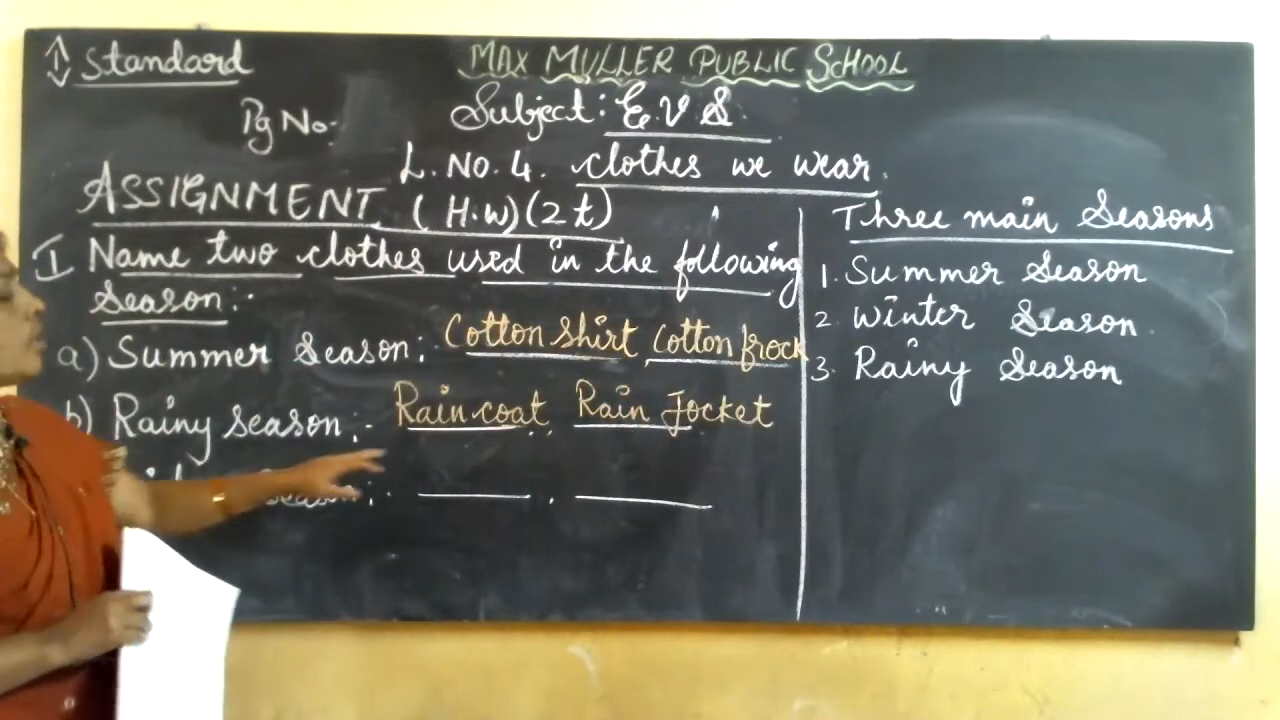 Standard
MAX MULLER PUBLIC SCHOOL
Pg No:-
Subject: E.V.S.
L. No. 4. clothes we wear.
ASSIGNMENT (H.W)(2t)
I Name two clothes used in the following
Season:-
a) Summer Season: Cotton Shirt, Cotton frock
b) Rainy season:- Rain coat, Rain Jocket
Season:-
Three main Seasons
1. Summer Season
2. Winter Season.
3. Rainy Season